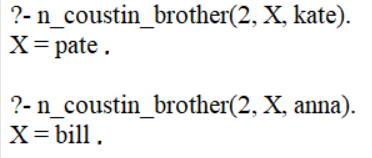 ?- n_coustin_brother(2, X, kate).
X = pate .
?- n_coustin_brother(2, X, anna).
X = bill .